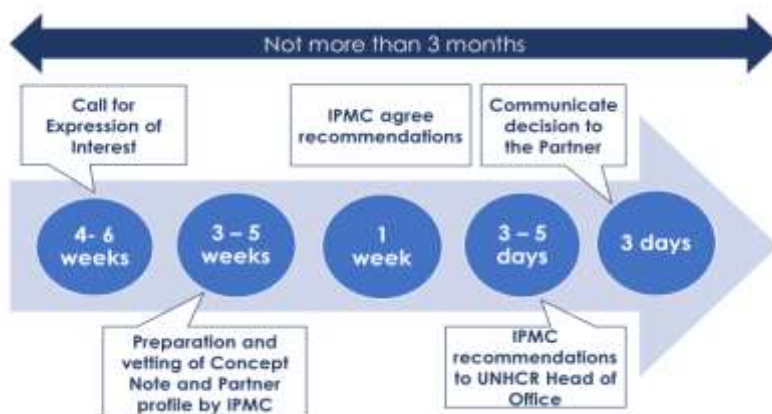 Not more than 3 months
Call for
Expression of
Interest
IPMC agree
recommendations
Communicate
decision to
the Partner
4- 6
weeks
3 – 5
weeks
1
week
3 – 5
days
3 days
Preparation and
vetting of Concept
Note and Partner
profile by IPMC
IPMC
recommendations
to UNHCR Head of
Office